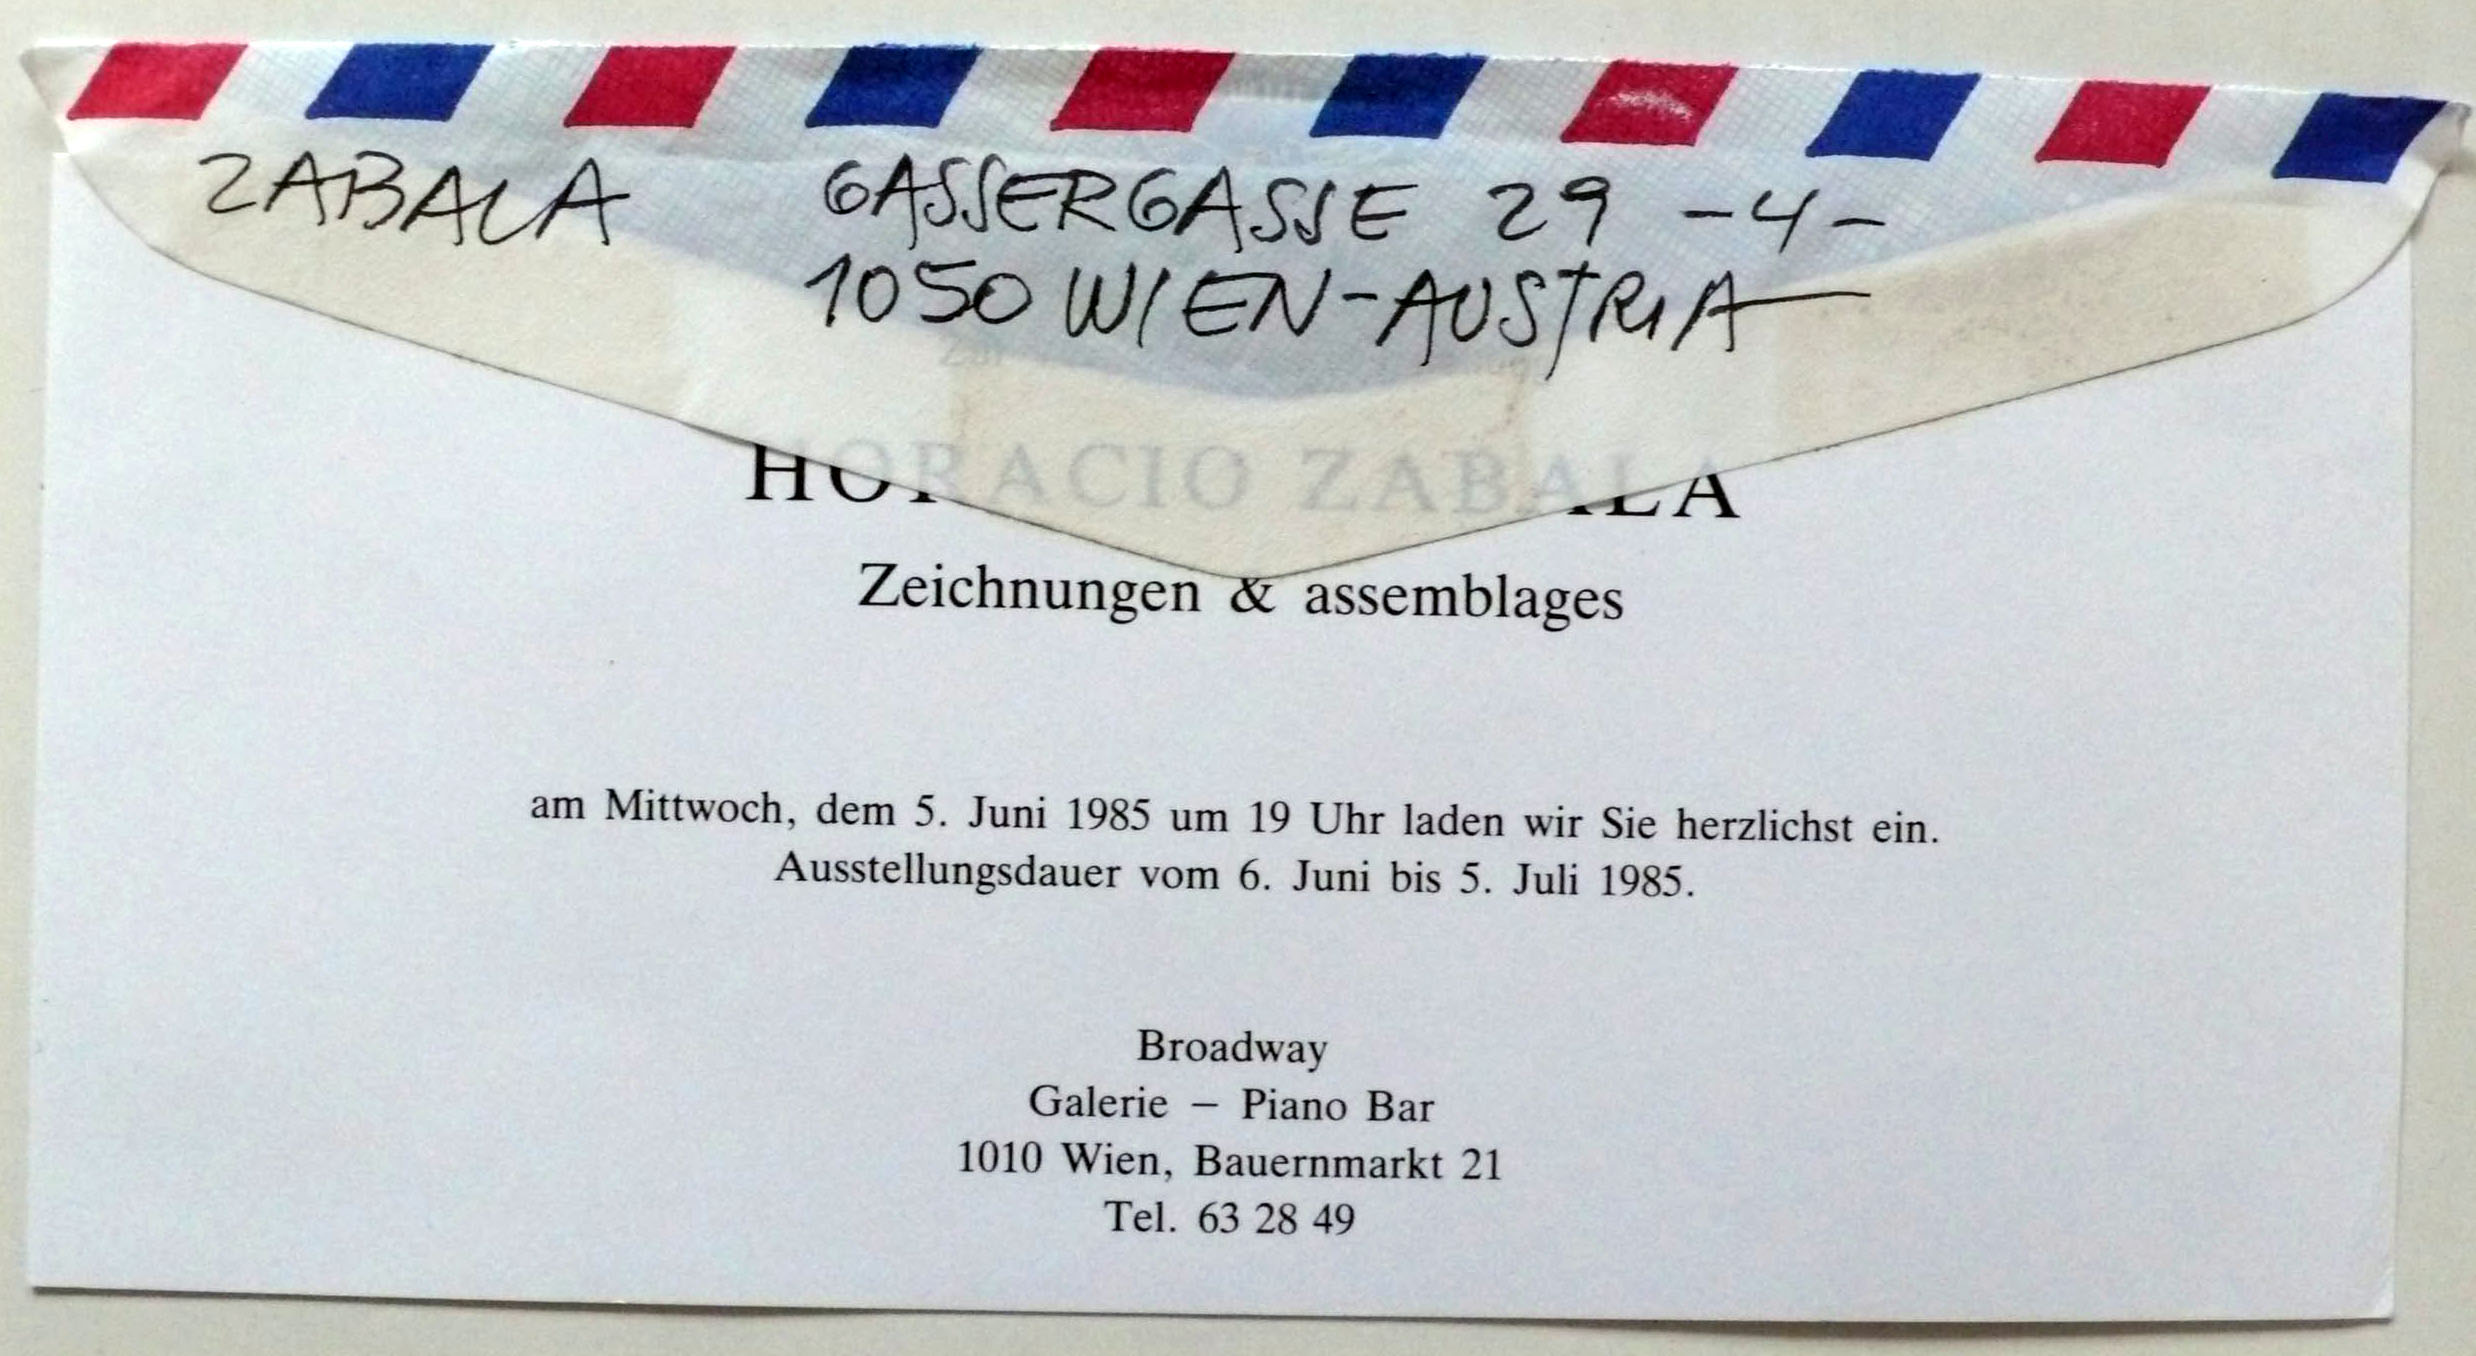 ZABALA GASSERGASSE 29 -4-
1050 WIEN-AUSTRIA
Zur
HORACIO ZABALA
Zeichnungen & assemblages
am Mittwoch, dem 5. Juni 1985 um 19 Uhr laden wir Sie herzlichst ein.
Ausstellungsdauer vom 6. Juni bis 5. Juli 1985.
Broadway
Galerie – Piano Bar
1010 Wien, Bauernmarkt 21
Tel. 63 28 49